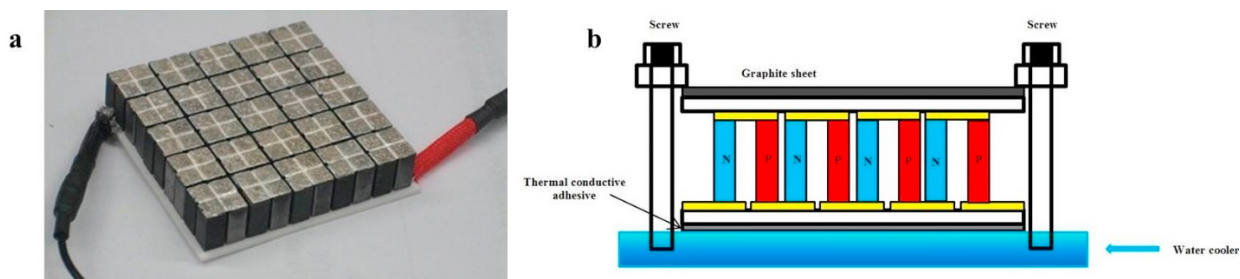 a
b
Screw
Screw
Graphite sheet
N
P
N
P
N
P
N
P
Thermal conductive
adhesive
Water cooler